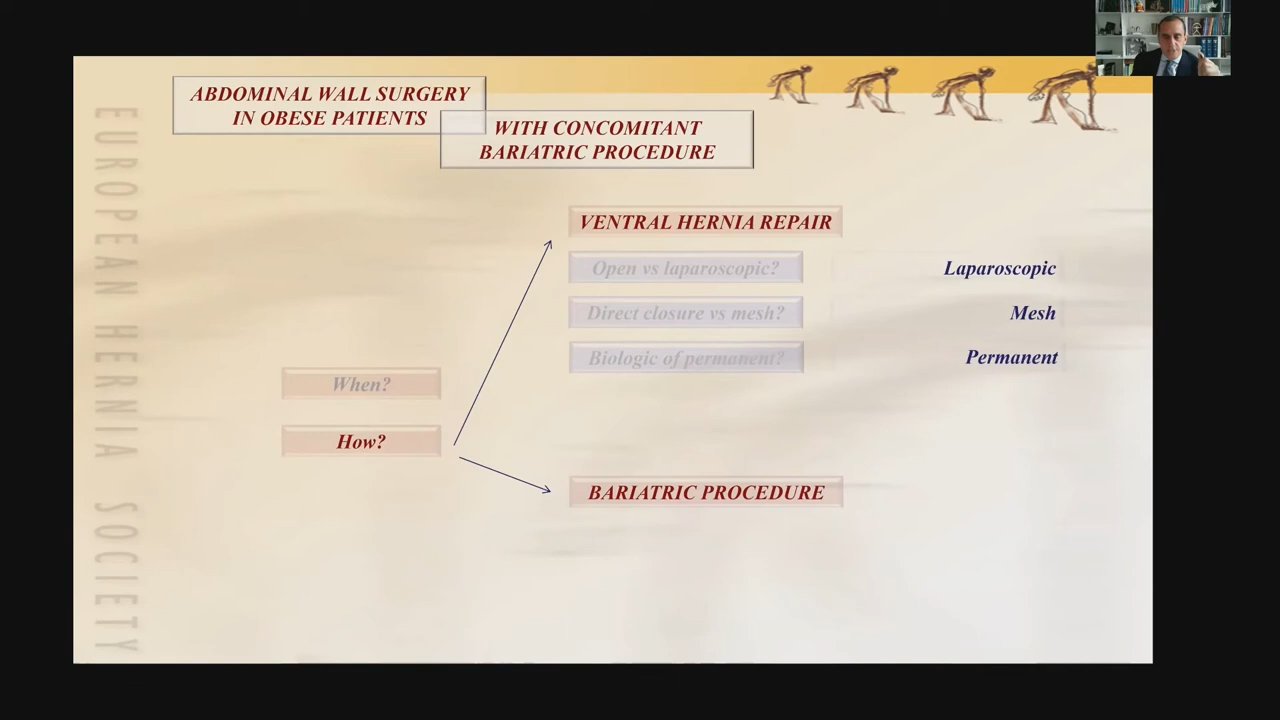 ABDOMINAL WALL SURGERY
IN OBESE PATIENTS
WITH CONCOMITANT
BARIATRIC PROCEDURE
EUROPEAN HERNIA SOCIETY
VENTRAL HERNIA REPAIR
Open vs laparoscopic?
Laparoscopic
Direct closure vs mesh?
Mesh
Biologic of permanent?
Permanent
When?
How?
BARIATRIC PROCEDURE